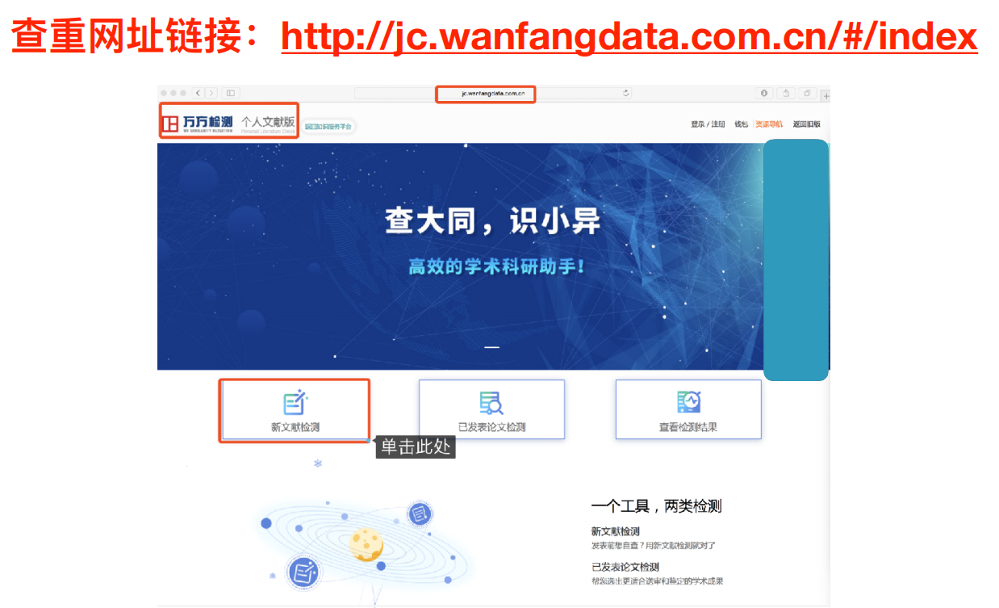 查重网址链接：http://jc.wanfangdata.com.cn/#/index
jc.wanfangdata.com.cn
万方检测 个人文献版 返回知识服务平台 登录 / 注册 钱包 资源导航 返回旧版
WF SIMILARITY DETECTION Personal Literature Check
查大同，识小异
高效的学术科研助手！
新文献检测 已发表论文检测 查看检测结果
单击此处
一个工具，两类检测
新文献检测
发表前想自查？用新文献检测就对了
已发表论文检测
帮您选出更适合送审和稳定的学术成果